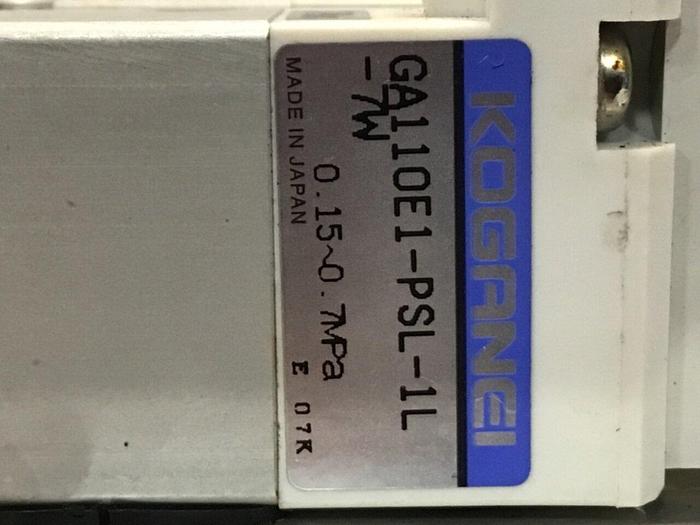 KOGANEI
GA110E1-PSL-1L
-7W
0.15~0.7MPa
MADE IN JAPAN E 07K